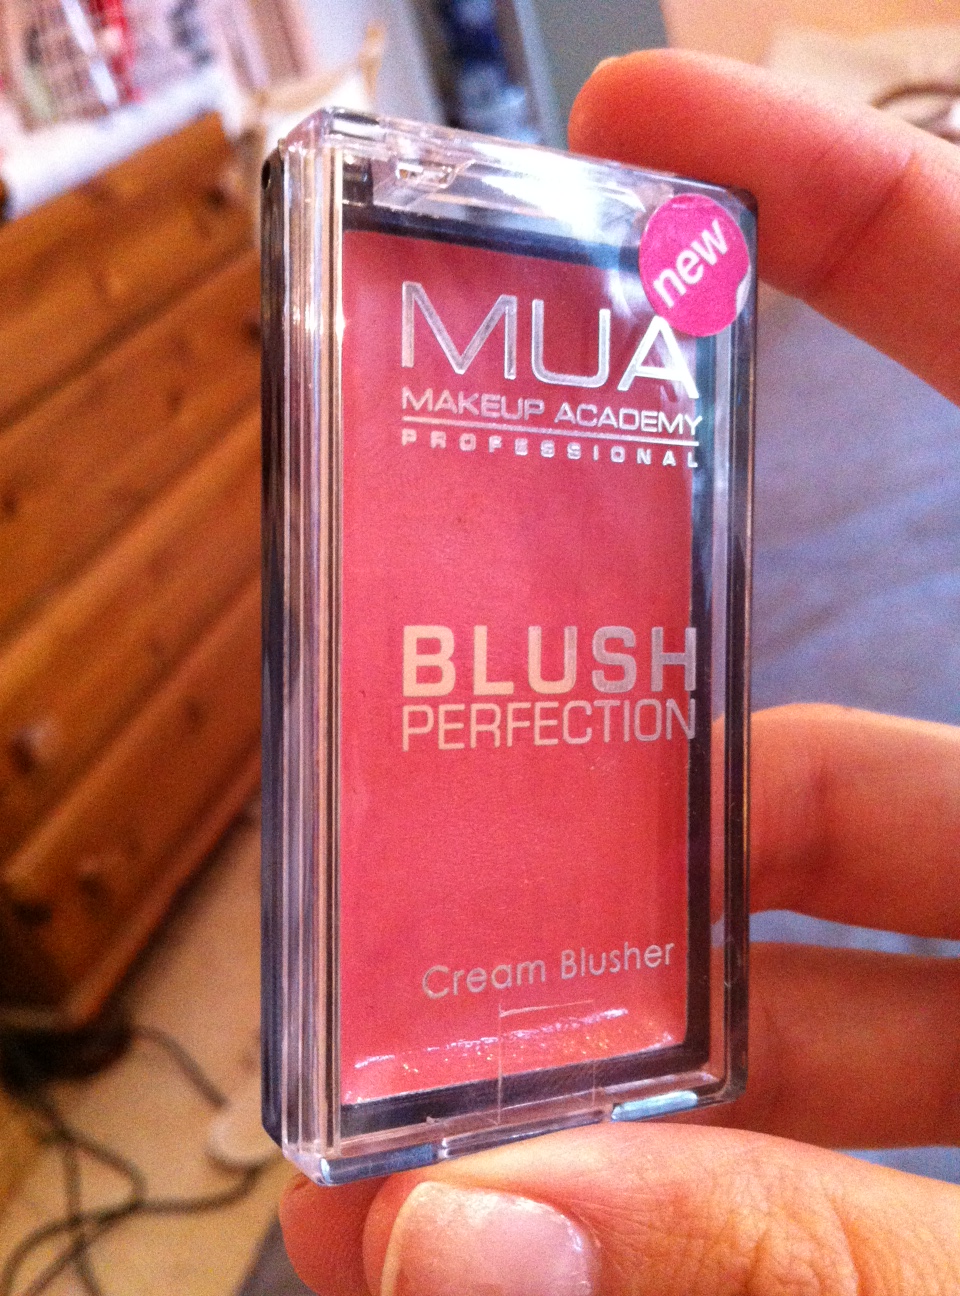 new
MUA
MAKEUP ACADEMY
PROFESSIONAL
BLUSH
PERFECTION
Cream Blusher